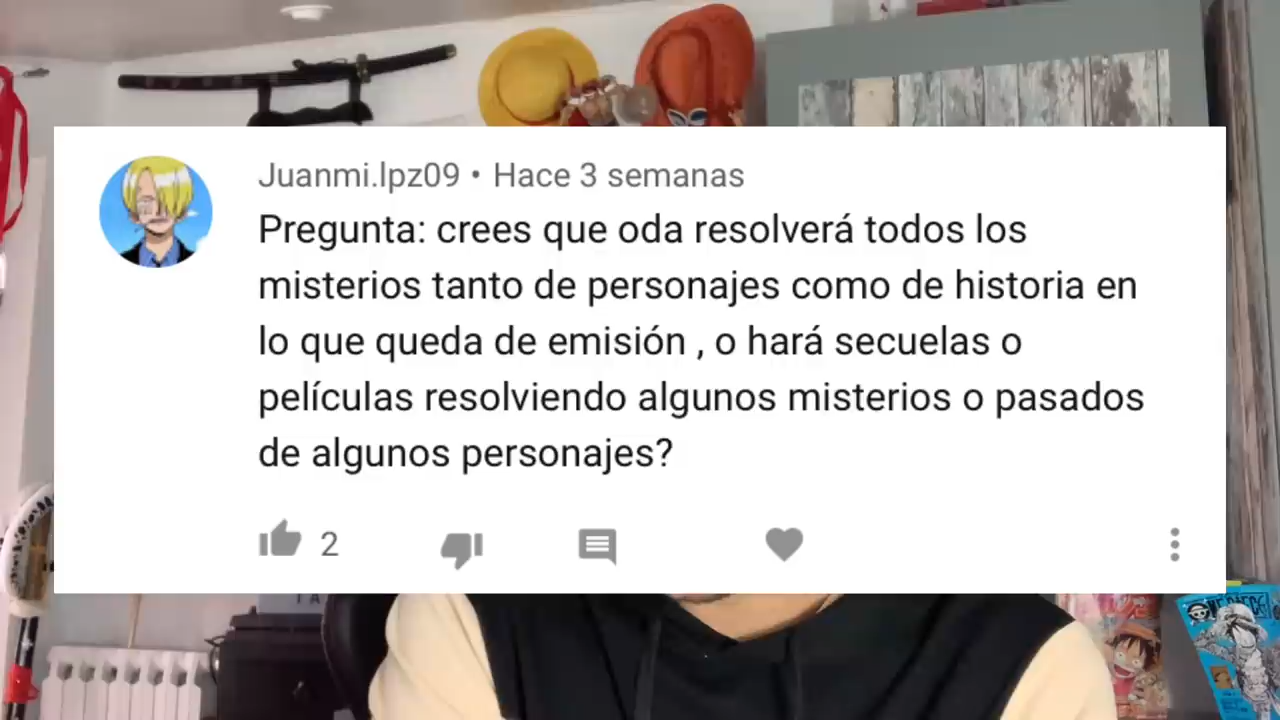 Juanmi.lpz09 • Hace 3 semanas
Pregunta: crees que oda resolverá todos los
misterios tanto de personajes como de historia en
lo que queda de emisión , o hará secuelas o
películas resolviendo algunos misterios o pasados
de algunos personajes?
2